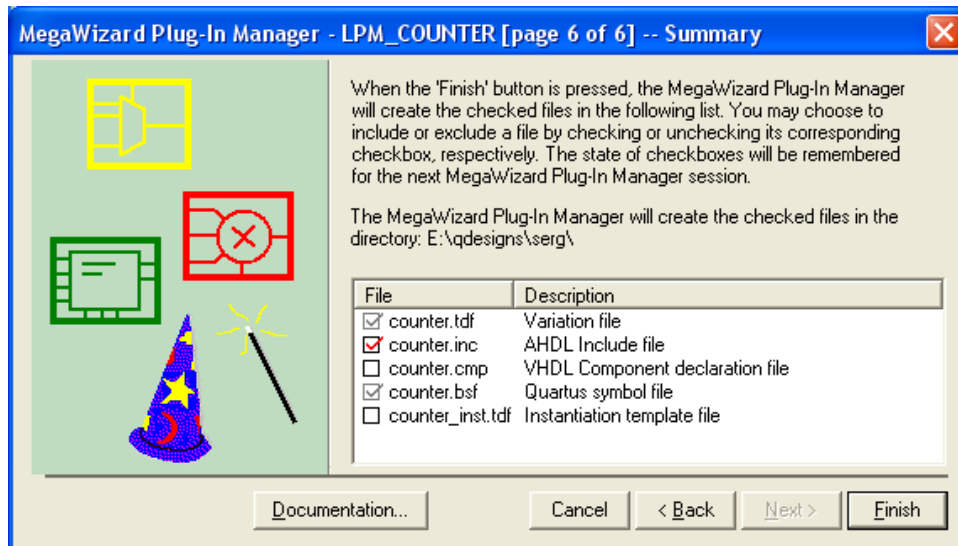 MegaWizard Plug-In Manager - LPM_COUNTER [page 6 of 6] -- Summary
When the 'Finish' button is pressed, the MegaWizard Plug-In Manager
will create the checked files in the following list. You may choose to
include or exclude a file by checking or unchecking its corresponding
checkbox, respectively. The state of checkboxes will be remembered
for the next MegaWizard Plug-In Manager session.
The MegaWizard Plug-In Manager will create the checked files in the
directory: E:\qdesigns\serg\
File Description
counter.tdf Variation file
counter.inc AHDL Include file
counter.cmp VHDL Component declaration file
counter.bsf Quartus symbol file
counter_inst.tdf Instantiation template file
Documentation... Cancel < Back Next > Finish